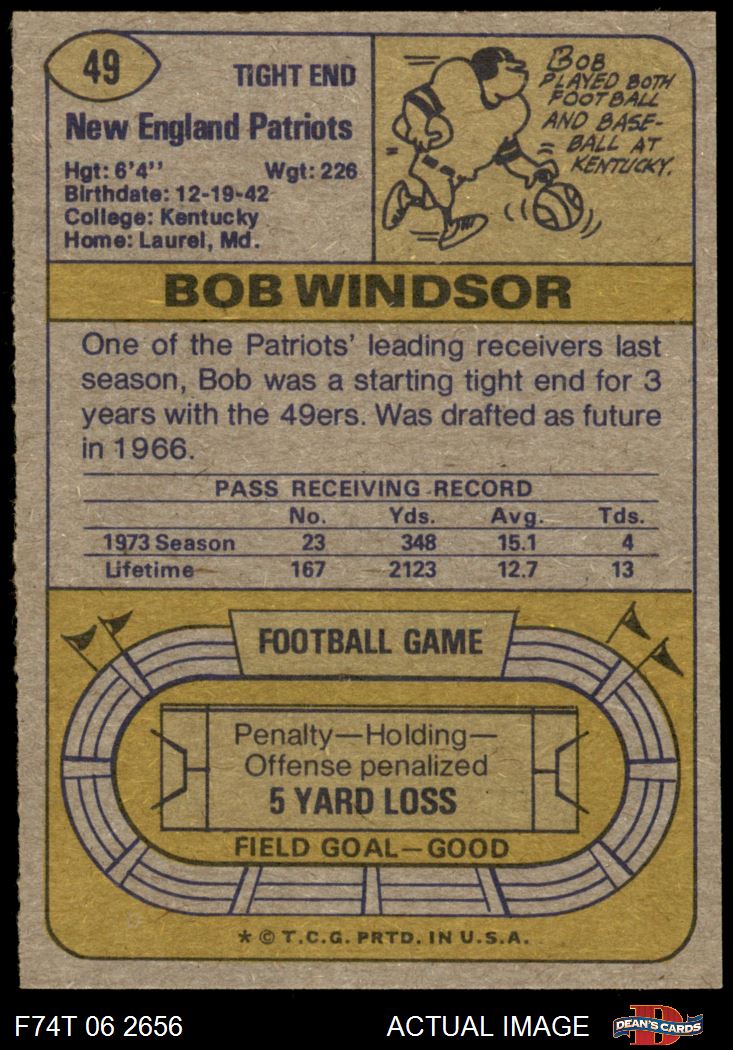 49
TIGHT END
New England Patriots
Hgt: 6'4'' Wgt: 226
Birthdate: 12-19-42
College: Kentucky
Home: Laurel, Md.
BOB
PLAYED BOTH
FOOTBALL
AND BASE-
BALL AT
KENTUCKY.
BOB WINDSOR
One of the Patriots' leading receivers last
season, Bob was a starting tight end for 3
years with the 49ers. Was drafted as future
in 1966.
PASS RECEIVING RECORD
No. Yds. Avg. Tds.
1973 Season 23 348 15.1 4
Lifetime 167 2123 12.7 13
FOOTBALL GAME
Penalty—Holding—
Offense penalized
5 YARD LOSS
FIELD GOAL—GOOD
* © T.C.G. PRTD. IN U.S.A.
F74T 06 2656 ACTUAL IMAGE
D
DEAN'S CARDS